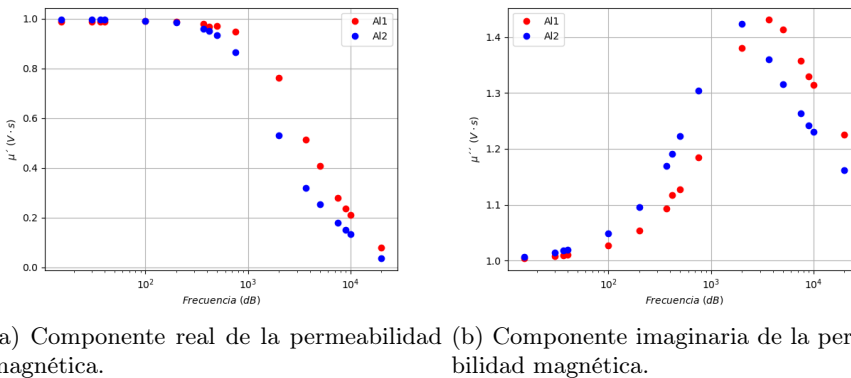 Al1
Al2
1.0
0.8
0.6
0.4
0.2
0.0
μ´ (V · s)
10² 10³ 10⁴
Frecuencia (dB)
Al1
Al2
1.4
1.3
1.2
1.1
1.0
μ´´ (V · s)
10² 10³ 10⁴
Frecuencia (dB)
a) Componente real de la permeabilidad
magnética.
(b) Componente imaginaria de la per
bilidad magnética.